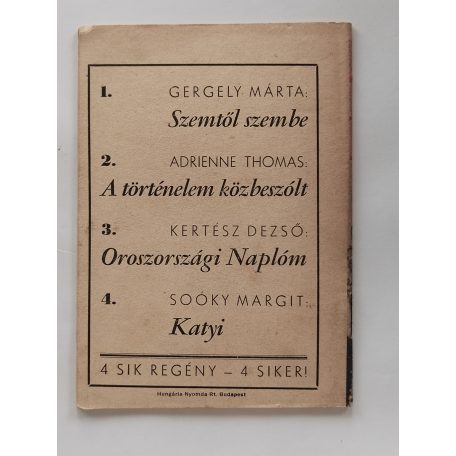 1. GERGELY MÁRTA:
Szemtől szembe
2. ADRIENNE THOMAS:
A történelem közbeszólt
3. KERTÉSZ DEZSŐ:
Oroszországi Naplóm
4. SOÓKY MARGIT:
Katyi
4 SIK REGÉNY – 4 SIKER!
Hungária Nyomda Rt. Budapest